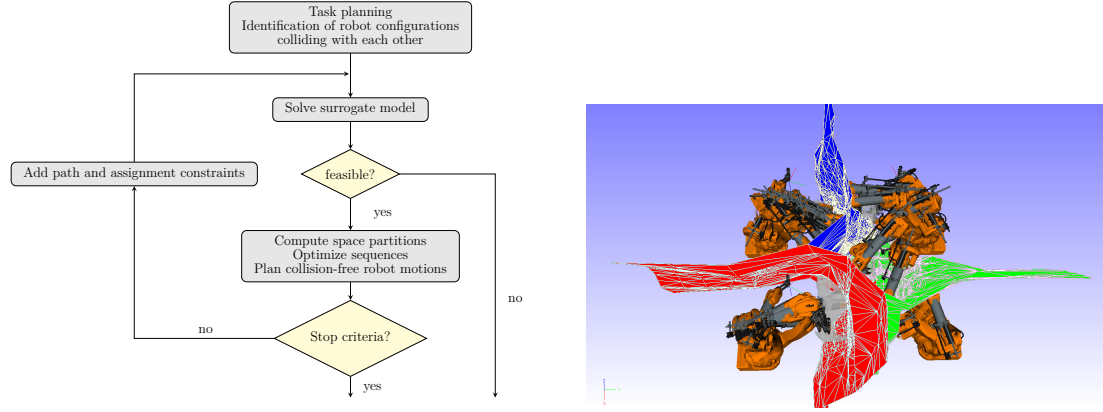 Task planning
Identification of robot configurations
colliding with each other
Solve surrogate model
Add path and assignment constraints
feasible?
yes
Compute space partitions
Optimize sequences
Plan collision-free robot motions
no
no
Stop criteria?
yes